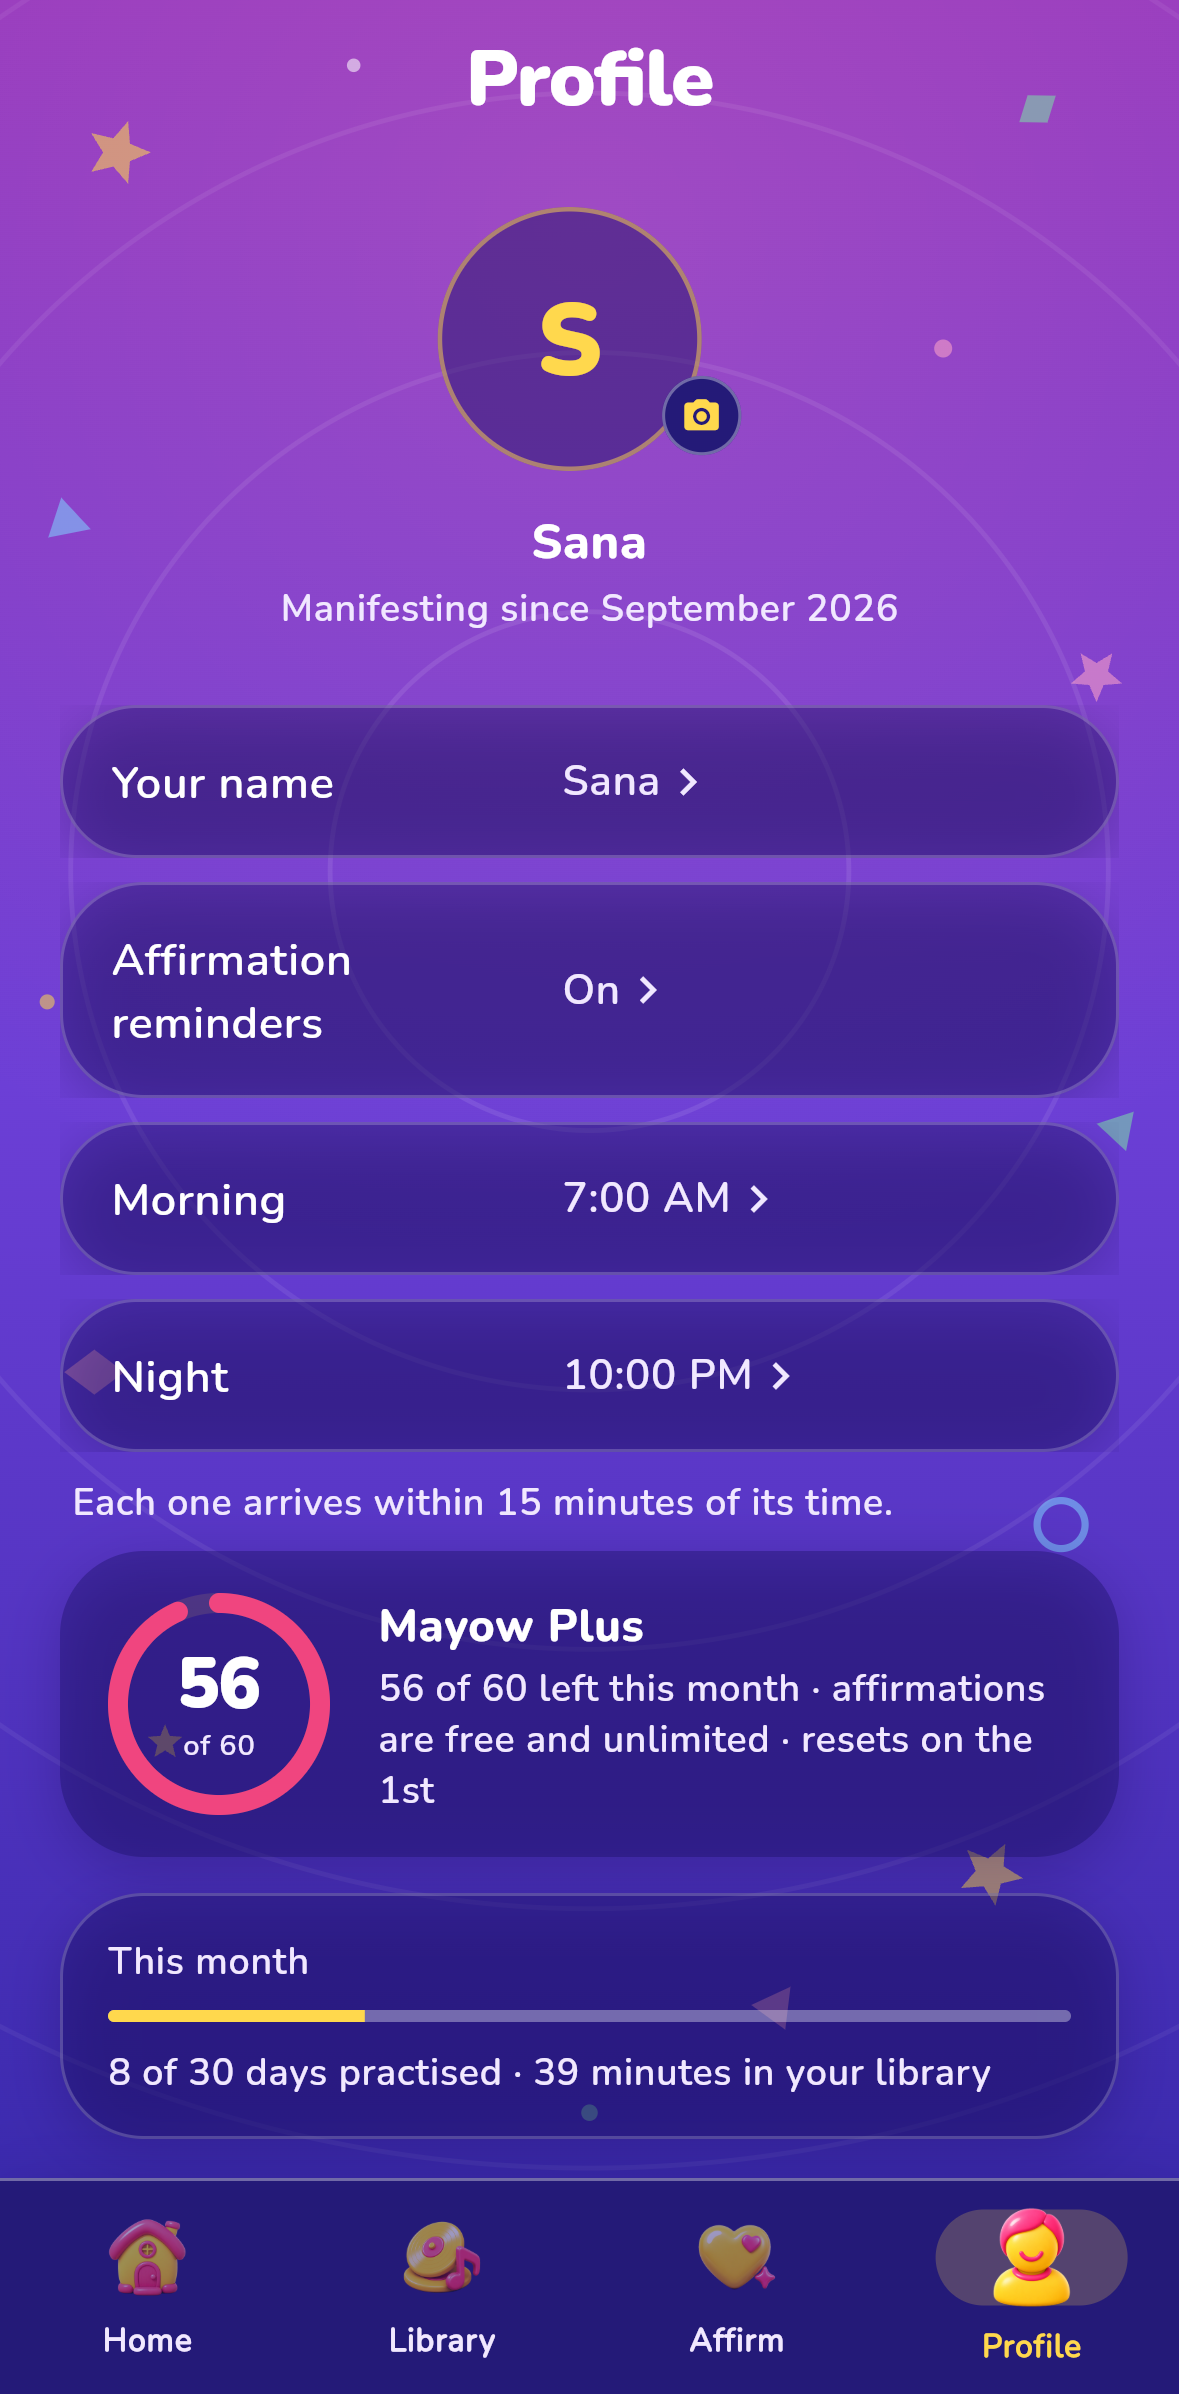 Profile
S
Sana
Manifesting since September 2026
Your name
Sana
Affirmation
reminders
On
Morning
7:00 AM
Night
10:00 PM
Each one arrives within 15 minutes of its time.
56
of 60
Mayow Plus
56 of 60 left this month · affirmations
are free and unlimited · resets on the
1st
This month
8 of 30 days practised · 39 minutes in your library
Home
Library
Affirm
Profile